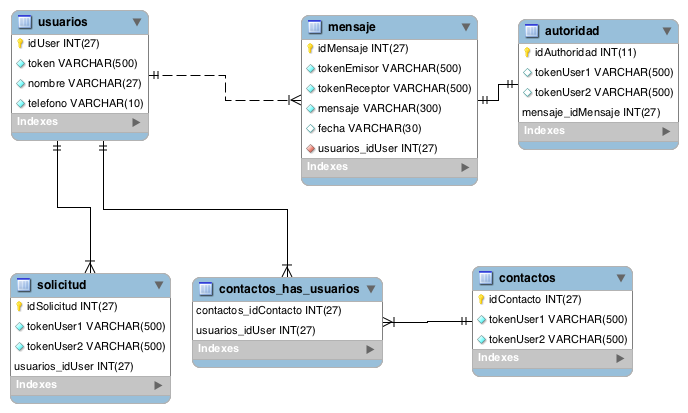 usuarios
idUser INT(27)
token VARCHAR(500)
nombre VARCHAR(27)
telefono VARCHAR(10)
Indexes
mensaje
idMensaje INT(27)
tokenEmisor VARCHAR(500)
tokenReceptor VARCHAR(500)
mensaje VARCHAR(300)
fecha VARCHAR(30)
usuarios_idUser INT(27)
Indexes
autoridad
idAuthoridad INT(11)
tokenUser1 VARCHAR(500)
tokenUser2 VARCHAR(500)
mensaje_idMensaje INT(27)
Indexes
solicitud
idSolicitud INT(27)
tokenUser1 VARCHAR(500)
tokenUser2 VARCHAR(500)
usuarios_idUser INT(27)
Indexes
contactos_has_usuarios
contactos_idContacto INT(27)
usuarios_idUser INT(27)
Indexes
contactos
idContacto INT(27)
tokenUser1 VARCHAR(500)
tokenUser2 VARCHAR(500)
Indexes